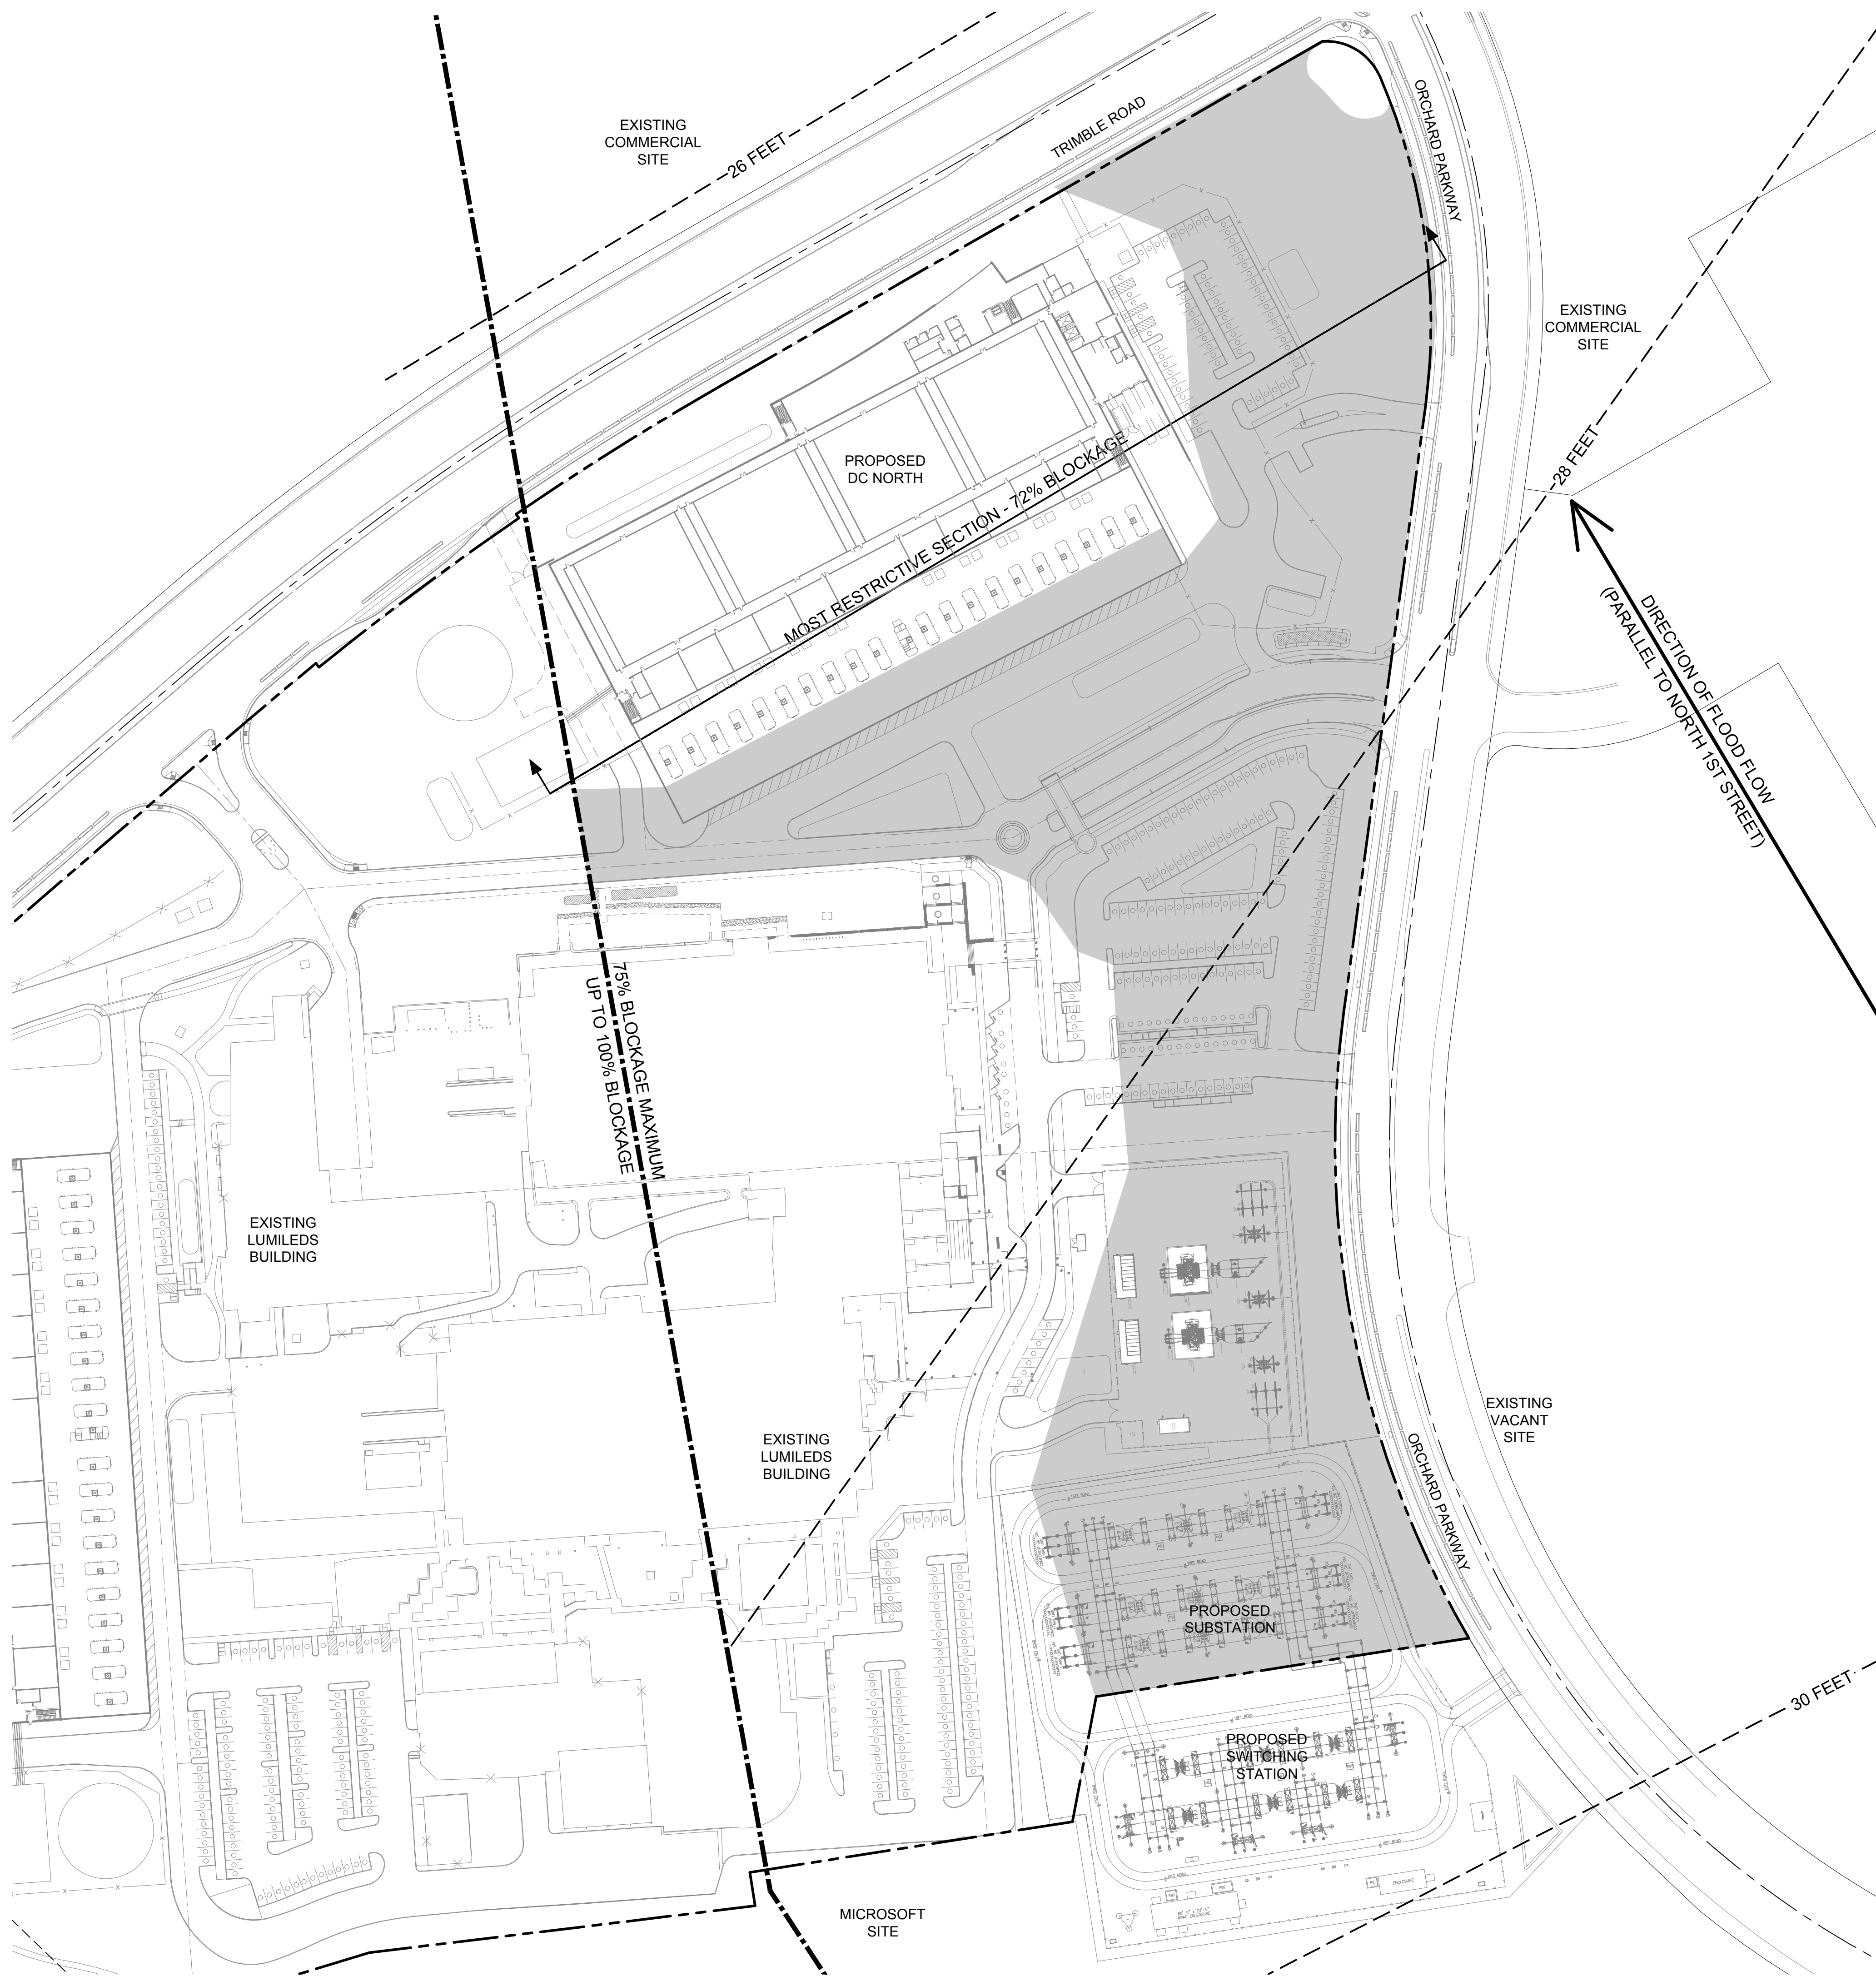 EXISTING
COMMERCIAL
SITE
26 FEET
TRIMBLE ROAD
ORCHARD PARKWAY
EXISTING
COMMERCIAL
SITE
28 FEET
PROPOSED
DC NORTH
MOST RESTRICTIVE SECTION - 72% BLOCKAGE
DIRECTION OF FLOOD FLOW
(PARALLEL TO NORTH 1ST STREET)
75% BLOCKAGE MAXIMUM
UP TO 100% BLOCKAGE
EXISTING
LUMILEDS
BUILDING
EXISTING
LUMILEDS
BUILDING
EXISTING
VACANT
SITE
ORCHARD PARKWAY
PROPOSED
SUBSTATION
30 FEET
PROPOSED
SWITCHING
STATION
ENCLOSURE
MICROSOFT
SITE